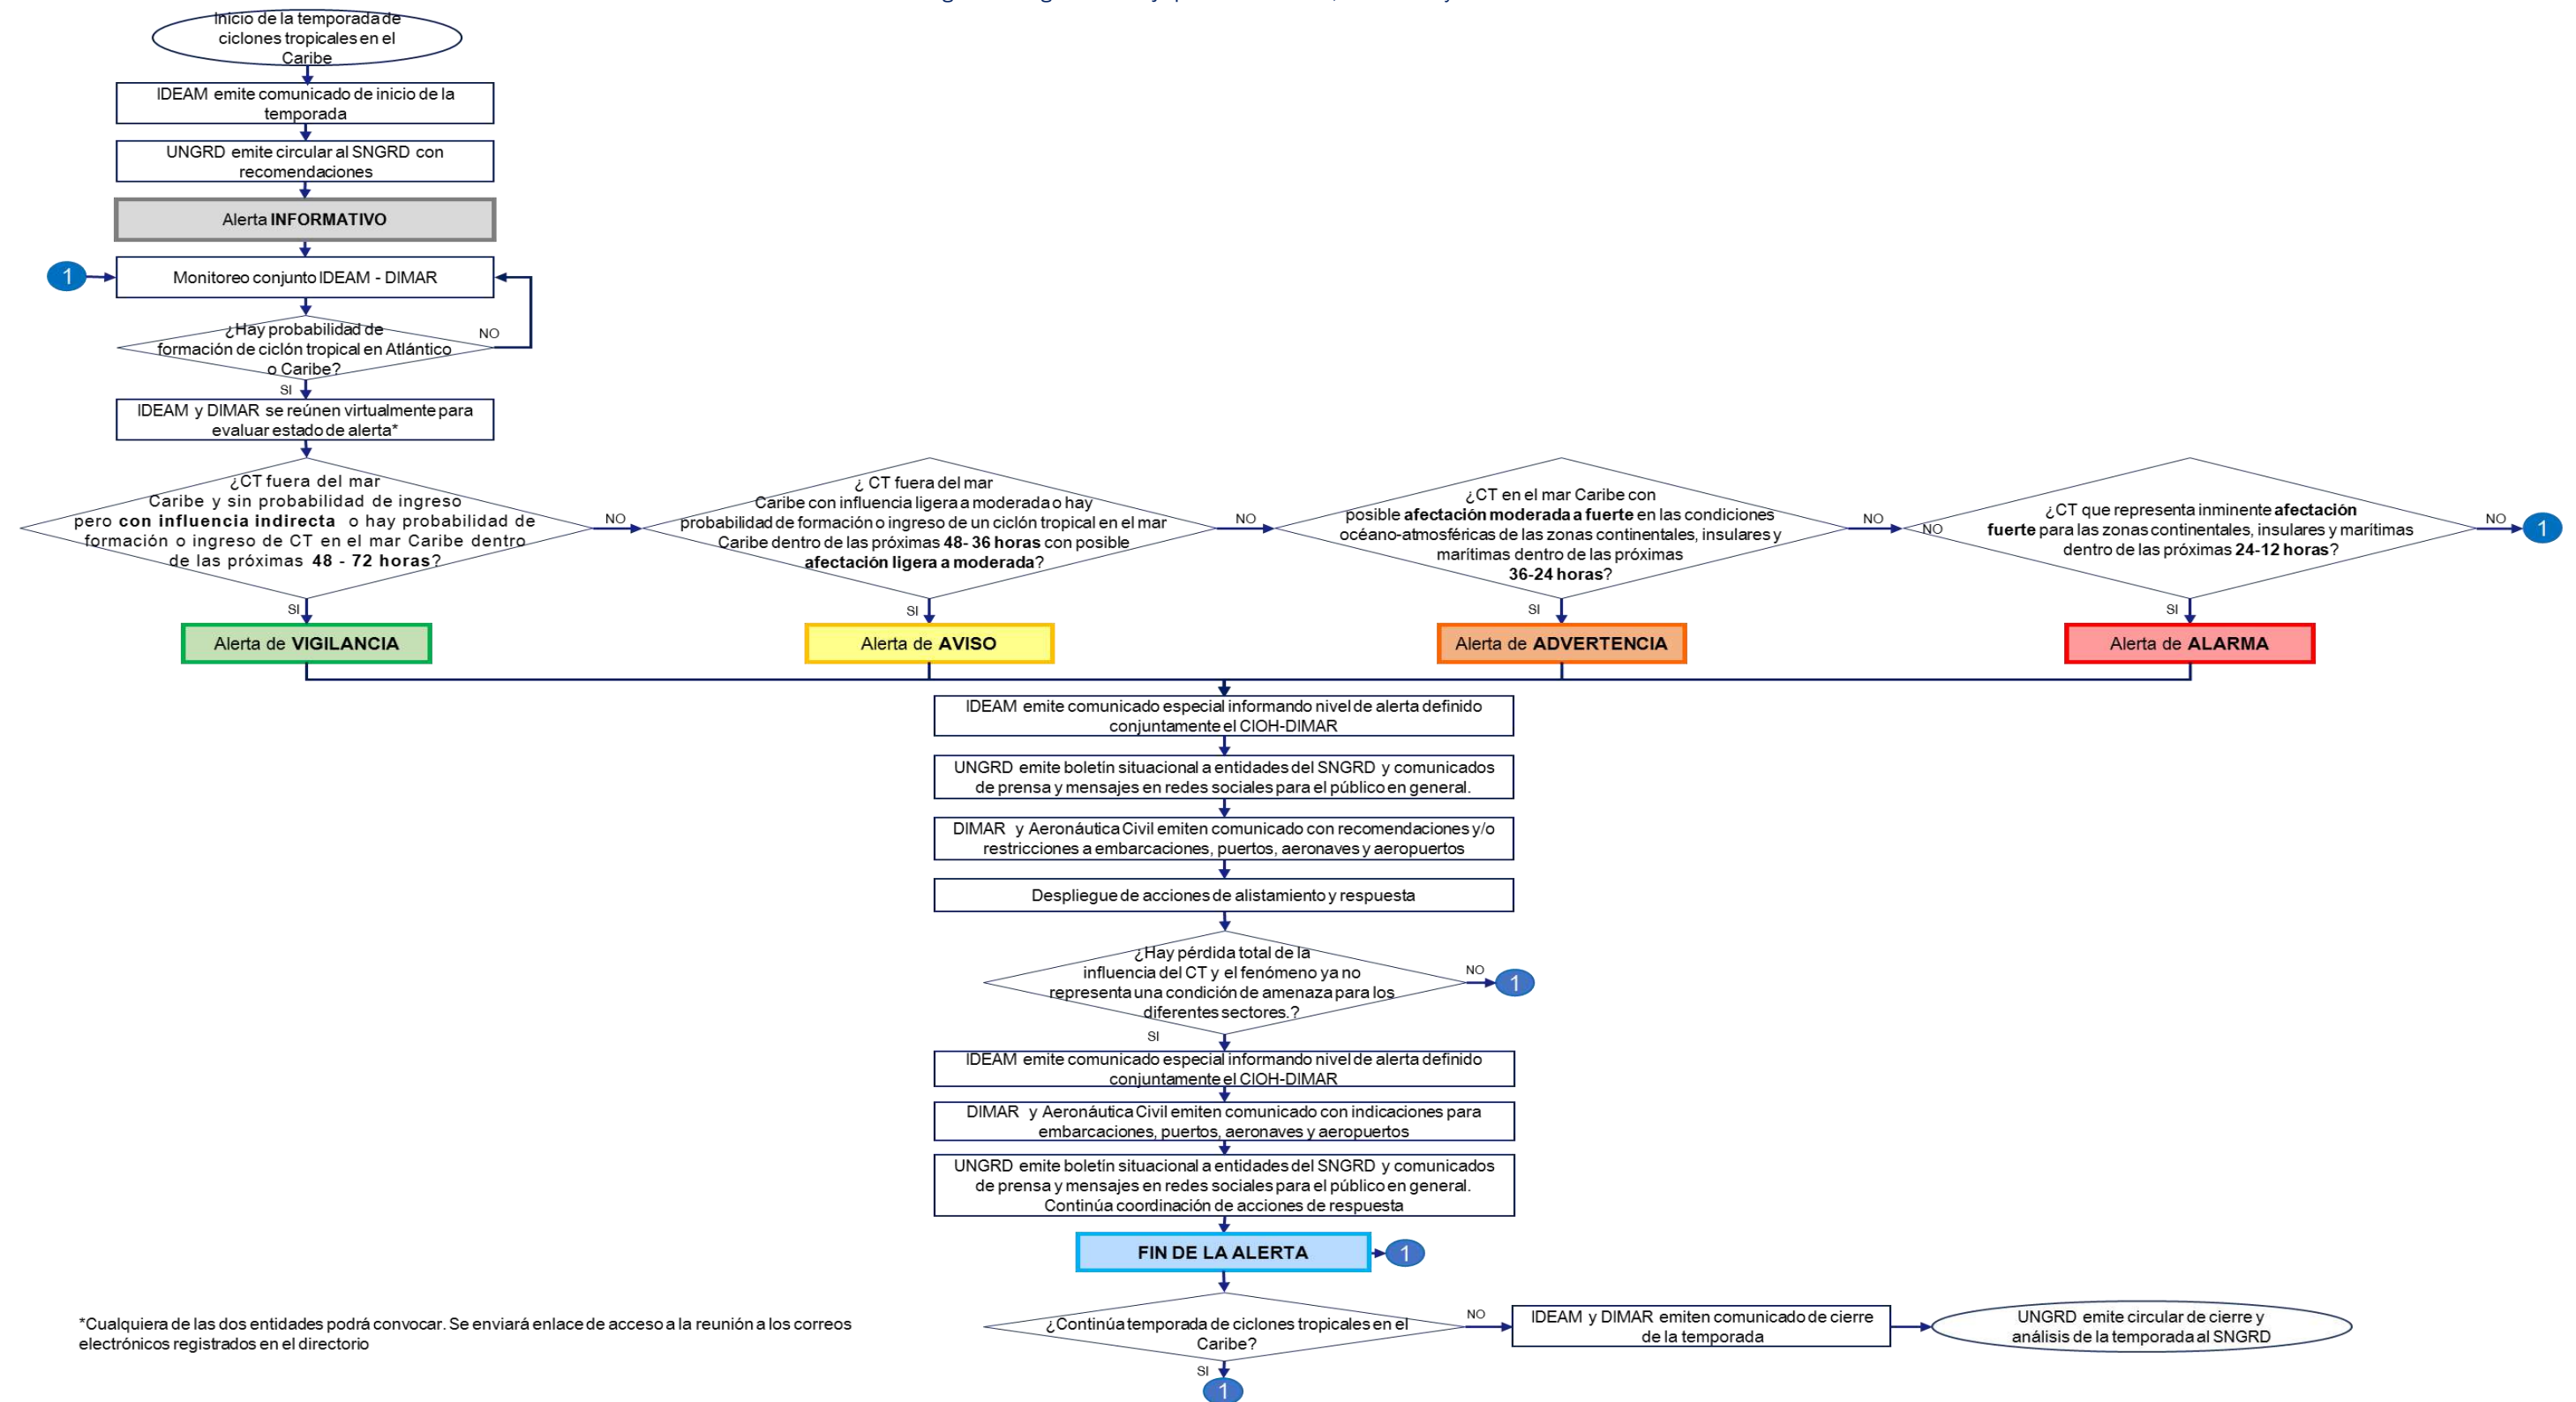 Inicio de la temporada de
ciclones tropicales en el
Caribe
IDEAM emite comunicado de inicio de la
temporada
UNGRD emite circular al SNGRD con
recomendaciones
Alerta INFORMATIVO
1
Monitoreo conjunto IDEAM - DIMAR
¿Hay probabilidad de
formación de ciclón tropical en Atlántico
o Caribe?
NO
SI
IDEAM y DIMAR se reúnen virtualmente para
evaluar estado de alerta*
¿CT fuera del mar
Caribe y sin probabilidad de ingreso
pero con influencia indirecta o hay probabilidad de
formación o ingreso de CT en el mar Caribe dentro
de las próximas 48 - 72 horas?
NO
¿ CT fuera del mar
Caribe con influencia ligera a moderada o hay
probabilidad de formación o ingreso de un ciclón tropical en el mar
Caribe dentro de las próximas 48- 36 horas con posible
afectación ligera a moderada?
NO
¿CT en el mar Caribe con
posible afectación moderada a fuerte en las condiciones
océano-atmosféricas de las zonas continentales, insulares y
marítimas dentro de las próximas
36-24 horas?
NO
NO
¿CT que representa inminente afectación
fuerte para las zonas continentales, insulares y marítimas
dentro de las próximas 24-12 horas?
NO
1
SI
SI
SI
SI
Alerta de VIGILANCIA
Alerta de AVISO
Alerta de ADVERTENCIA
Alerta de ALARMA
IDEAM emite comunicado especial informando nivel de alerta definido
conjuntamente el CIOH-DIMAR
UNGRD emite boletín situacional a entidades del SNGRD y comunicados
de prensa y mensajes en redes sociales para el público en general.
DIMAR y Aeronáutica Civil emiten comunicado con recomendaciones y/o
restricciones a embarcaciones, puertos, aeronaves y aeropuertos
Despliegue de acciones de alistamiento y respuesta
¿Hay pérdida total de la
influencia del CT y el fenómeno ya no
representa una condición de amenaza para los
diferentes sectores.?
NO
1
SI
IDEAM emite comunicado especial informando nivel de alerta definido
conjuntamente el CIOH-DIMAR
DIMAR y Aeronáutica Civil emiten comunicado con indicaciones para
embarcaciones, puertos, aeronaves y aeropuertos
UNGRD emite boletín situacional a entidades del SNGRD y comunicados
de prensa y mensajes en redes sociales para el público en general.
Continúa coordinación de acciones de respuesta
FIN DE LA ALERTA
1
¿Continúa temporada de ciclones tropicales en el
Caribe?
NO
IDEAM y DIMAR emiten comunicado de cierre
de la temporada
UNGRD emite circular de cierre y
análisis de la temporada al SNGRD
SI
1
*Cualquiera de las dos entidades podrá convocar. Se enviará enlace de acceso a la reunión a los correos
electrónicos registrados en el directorio